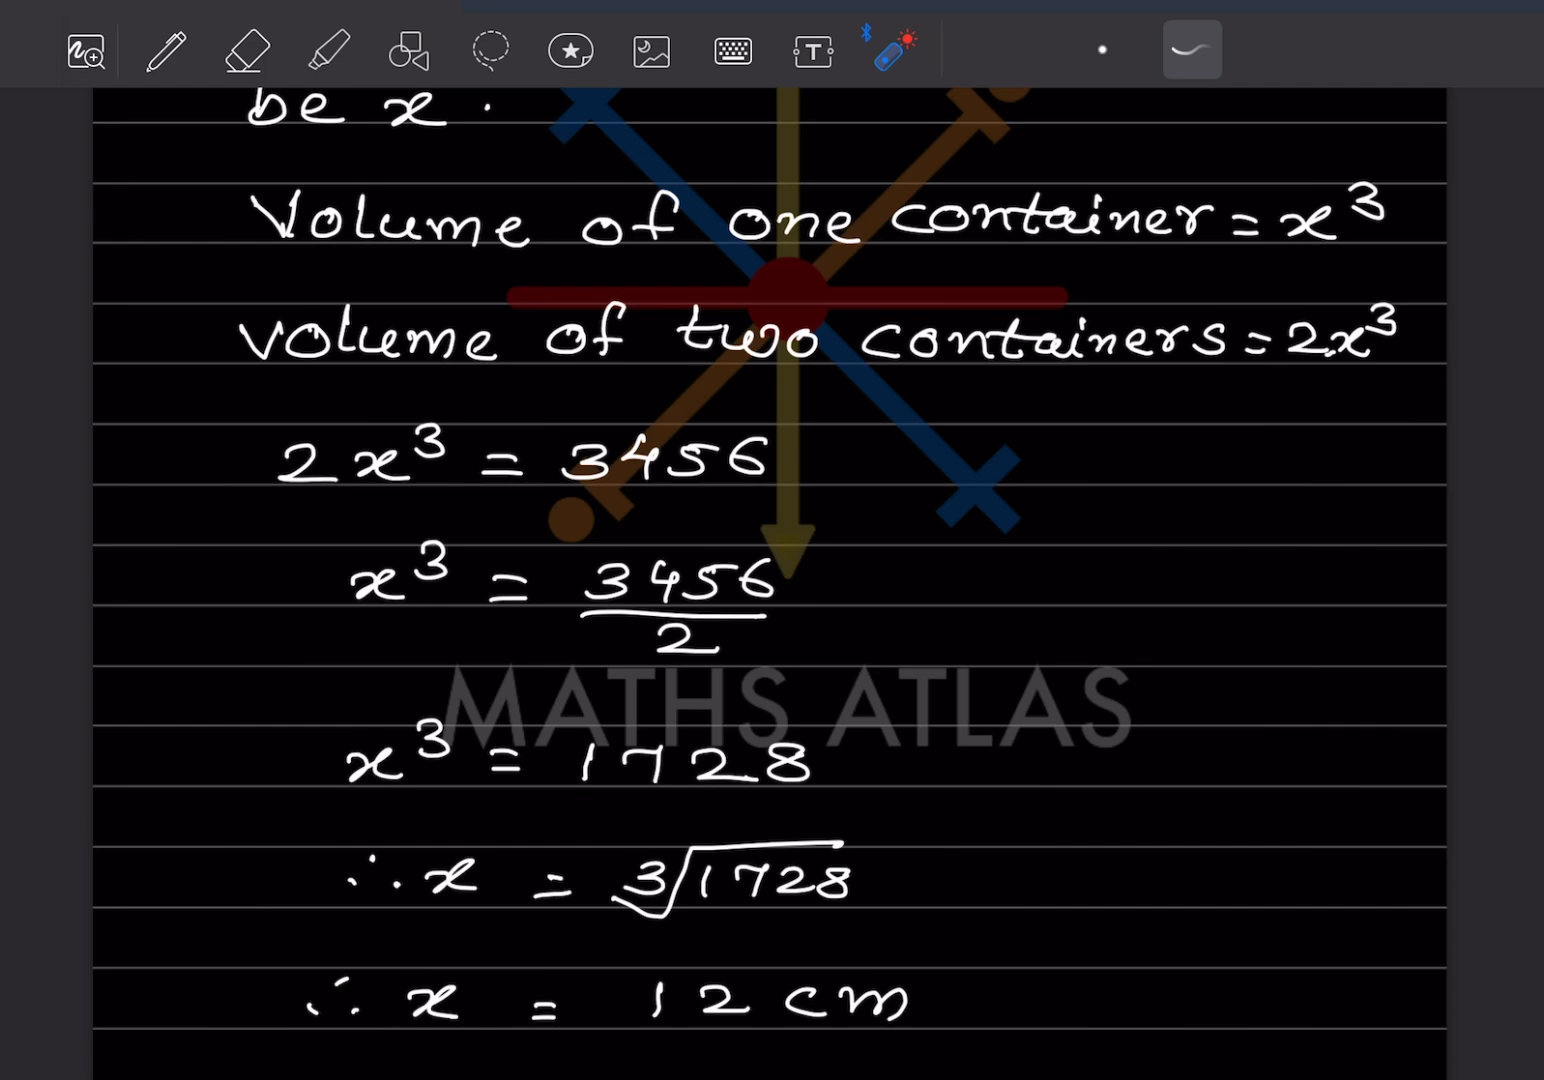 be x.
Volume of one container = x³
volume of two containers = 2x³
2x³ = 3456
x³ = 3456/2
MATHS ATLAS
x³ = 1728
∴ x = ∛1728
∴ x = 12 cm